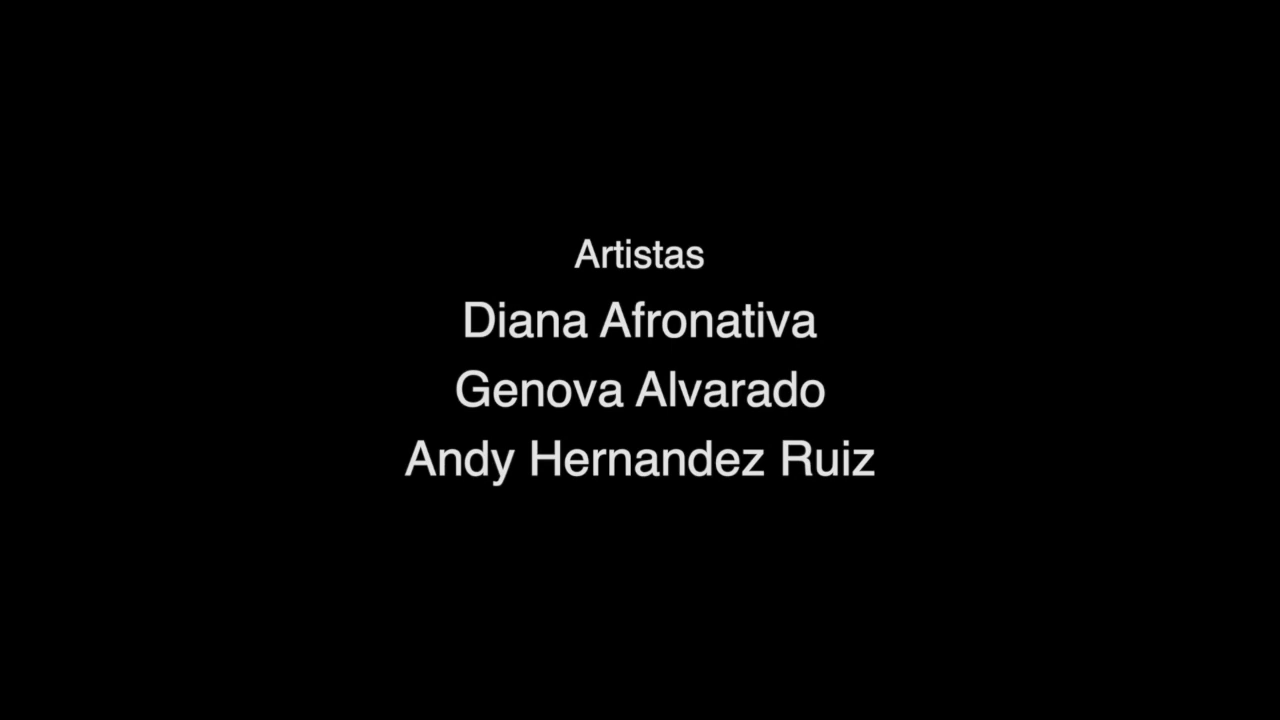 Artistas
Diana Afronativa
Genova Alvarado
Andy Hernandez Ruiz